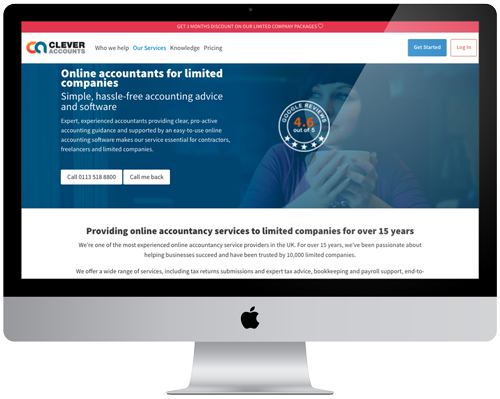 GET 3 MONTHS DISCOUNT ON OUR LIMITED COMPANY PACKAGES
CLEVER
ACCOUNTS
Who we help Our Services Knowledge Pricing
Get Started
Log In
Online accountants for limited
companies
Simple, hassle-free accounting advice
and software
Expert, experienced accountants providing clear, pro-active
accounting guidance and supported by an easy-to-use online
accounting software makes our service essential for contractors,
freelancers and limited companies.
GOOGLE REVIEWS
4.6
out of 5
Call 0113 518 8800 Call me back
Providing online accountancy services to limited companies for over 15 years
We're one of the most experienced online accountancy service providers in the UK. For over 15 years, we've been passionate about
helping businesses succeed and have been trusted by 10,000 limited companies.
We offer a wide range of services, including tax returns submissions and expert tax advice, bookkeeping and payroll support, end-to-